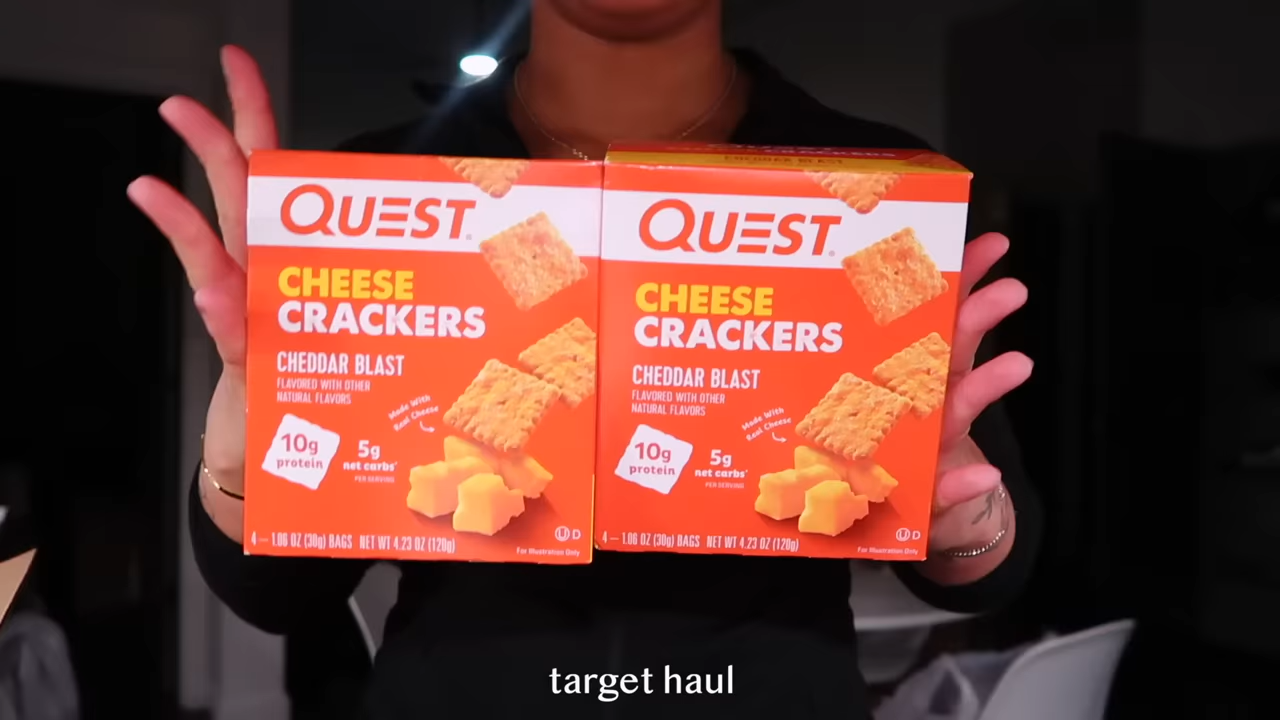 QUEST
CHEESE
CRACKERS
CHEDDAR BLAST
FLAVORED WITH OTHER
NATURAL FLAVORS
Made With
Real Cheese
10g
protein
5g
net carbs*
PER SERVING
4 — 1.06 OZ (30g) BAGS NET WT 4.23 OZ (120g)
U D
For Illustration Only
CHEDDAR BLAST
QUEST
CHEESE
CRACKERS
CHEDDAR BLAST
FLAVORED WITH OTHER
NATURAL FLAVORS
Made With
Real Cheese
10g
protein
5g
net carbs*
PER SERVING
4 — 1.06 OZ (30g) BAGS NET WT 4.23 OZ (120g)
U D
For Illustration Only
target haul